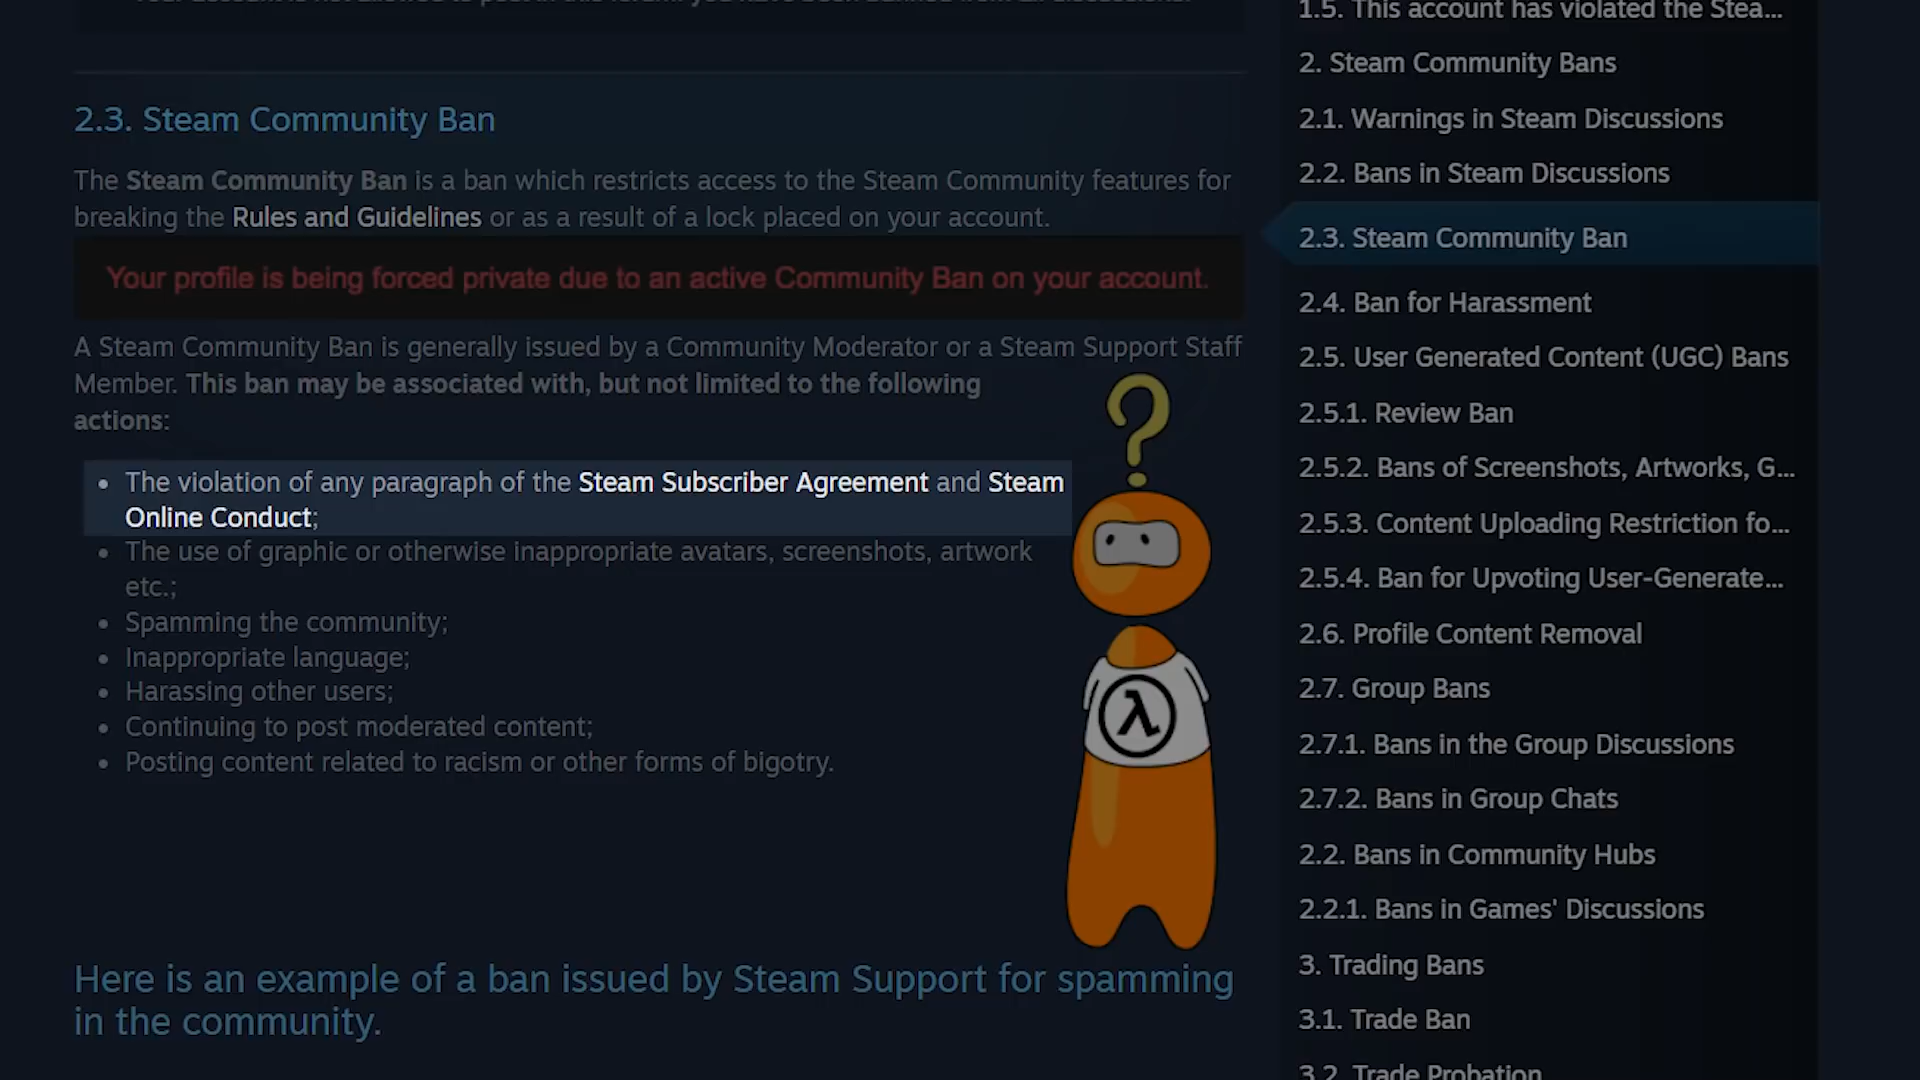 2.3. Steam Community Ban
The Steam Community Ban is a ban which restricts access to the Steam Community features for
breaking the Rules and Guidelines or as a result of a lock placed on your account.
Your profile is being forced private due to an active Community Ban on your account.
A Steam Community Ban is generally issued by a Community Moderator or a Steam Support Staff
Member. This ban may be associated with, but not limited to the following
actions:
• The violation of any paragraph of the Steam Subscriber Agreement and Steam
Online Conduct;
• The use of graphic or otherwise inappropriate avatars, screenshots, artwork
etc.;
• Spamming the community;
• Inappropriate language;
• Harassing other users;
• Continuing to post moderated content;
• Posting content related to racism or other forms of bigotry.
Here is an example of a ban issued by Steam Support for spamming
in the community.
?
λ
1.5. This account has violated the Stea...
2. Steam Community Bans
2.1. Warnings in Steam Discussions
2.2. Bans in Steam Discussions
2.3. Steam Community Ban
2.4. Ban for Harassment
2.5. User Generated Content (UGC) Bans
2.5.1. Review Ban
2.5.2. Bans of Screenshots, Artworks, G...
2.5.3. Content Uploading Restriction fo...
2.5.4. Ban for Upvoting User-Generate...
2.6. Profile Content Removal
2.7. Group Bans
2.7.1. Bans in the Group Discussions
2.7.2. Bans in Group Chats
2.2. Bans in Community Hubs
2.2.1. Bans in Games' Discussions
3. Trading Bans
3.1. Trade Ban
3.2. Trade Probation